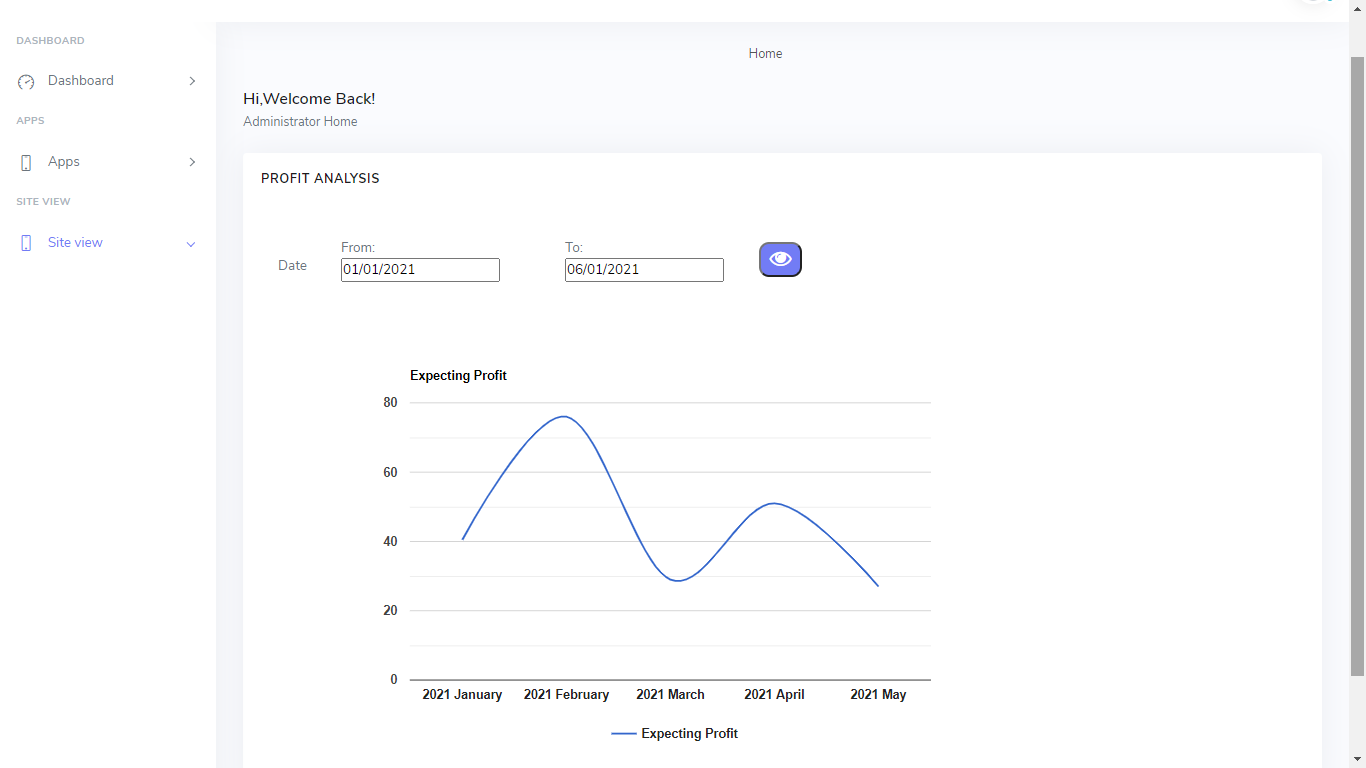 DASHBOARD
Dashboard
APPS
Apps
SITE VIEW
Site view
Home
Hi,Welcome Back!
Administrator Home
PROFIT ANALYSIS
Date
From:
01/01/2021
To:
06/01/2021
Expecting Profit
80
60
40
20
0
2021 January 2021 February 2021 March 2021 April 2021 May
Expecting Profit